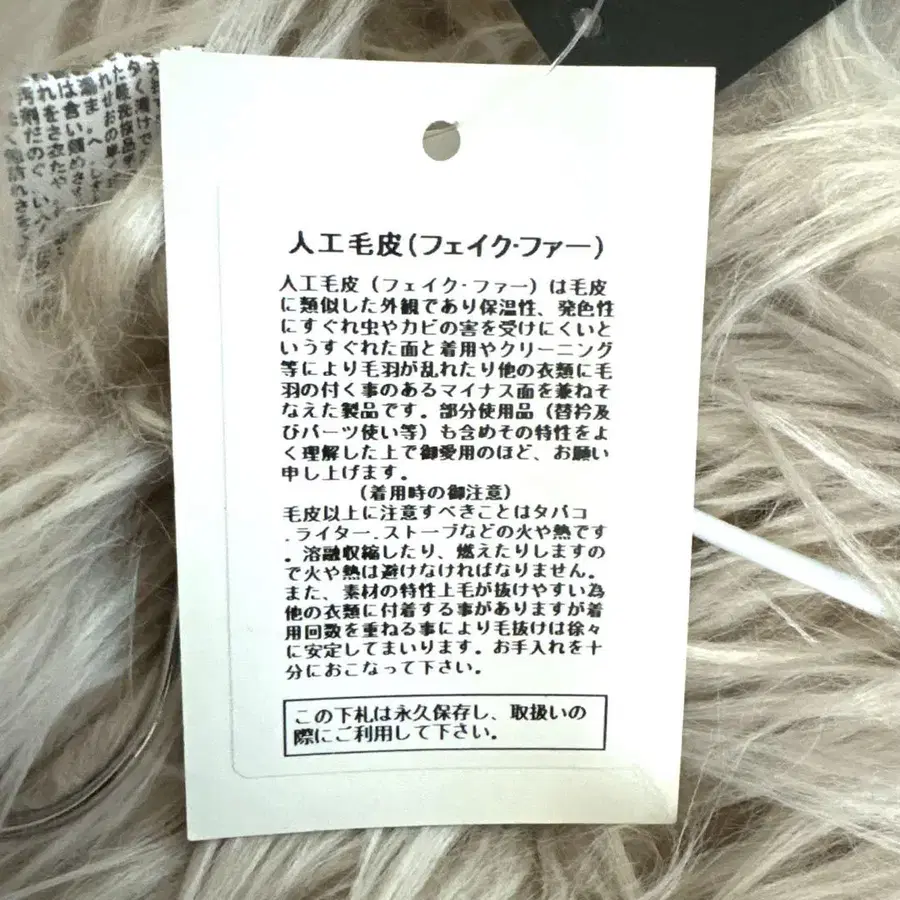 人工毛皮(フェイク・ファー)
人工毛皮（フェイク・ファー）は毛皮
に類似した外観であり保温性、発色性
にすぐれ虫やカビの害を受けにくいと
いうすぐれた面と着用やクリーニング
等により毛羽が乱れたり他の衣類に毛
羽の付く事のあるマイナス面を兼ねそ
なえた製品です。部分使用品（替衿及
びパーツ使い等）も含めその特性をよ
く理解した上で御愛用のほど、お願い
申し上げます。
（着用時の御注意）
毛皮以上に注意すべきことはタバコ
.ライター.ストーブなどの火や熱です
。溶融収縮したり、燃えたりしますの
で火や熱は避けなければなりません。
また、素材の特性上毛が抜けやすい為
他の衣類に付着する事がありますが着
用回数を重ねる事により毛抜けは徐々
に安定してまいります。お手入れを十
分におこなって下さい。
この下札は永久保存し、取扱いの
際にご利用して下さい。